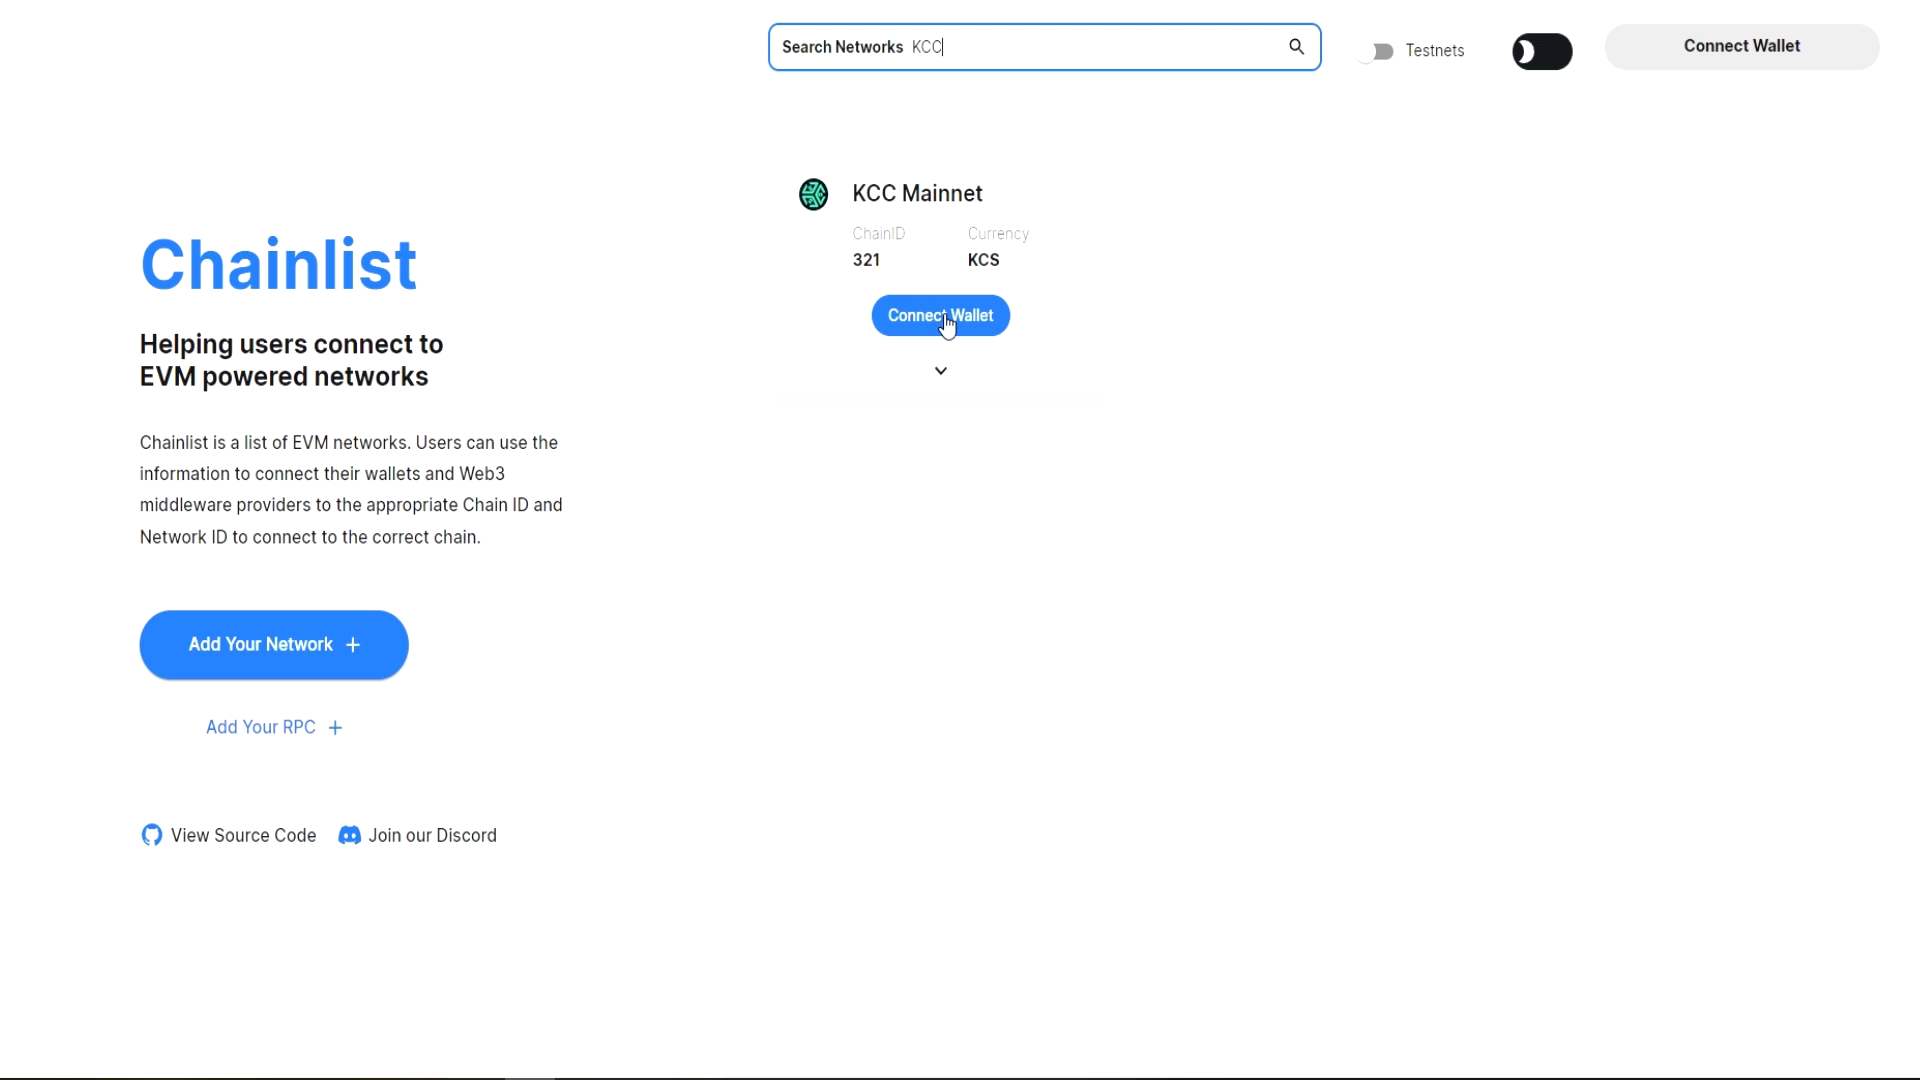 Search Networks KCC
Testnets
Connect Wallet
KCC Mainnet
ChainID Currency
321 KCS
Connect Wallet
Chainlist
Helping users connect to
EVM powered networks
Chainlist is a list of EVM networks. Users can use the
information to connect their wallets and Web3
middleware providers to the appropriate Chain ID and
Network ID to connect to the correct chain.
Add Your Network +
Add Your RPC +
View Source Code Join our Discord